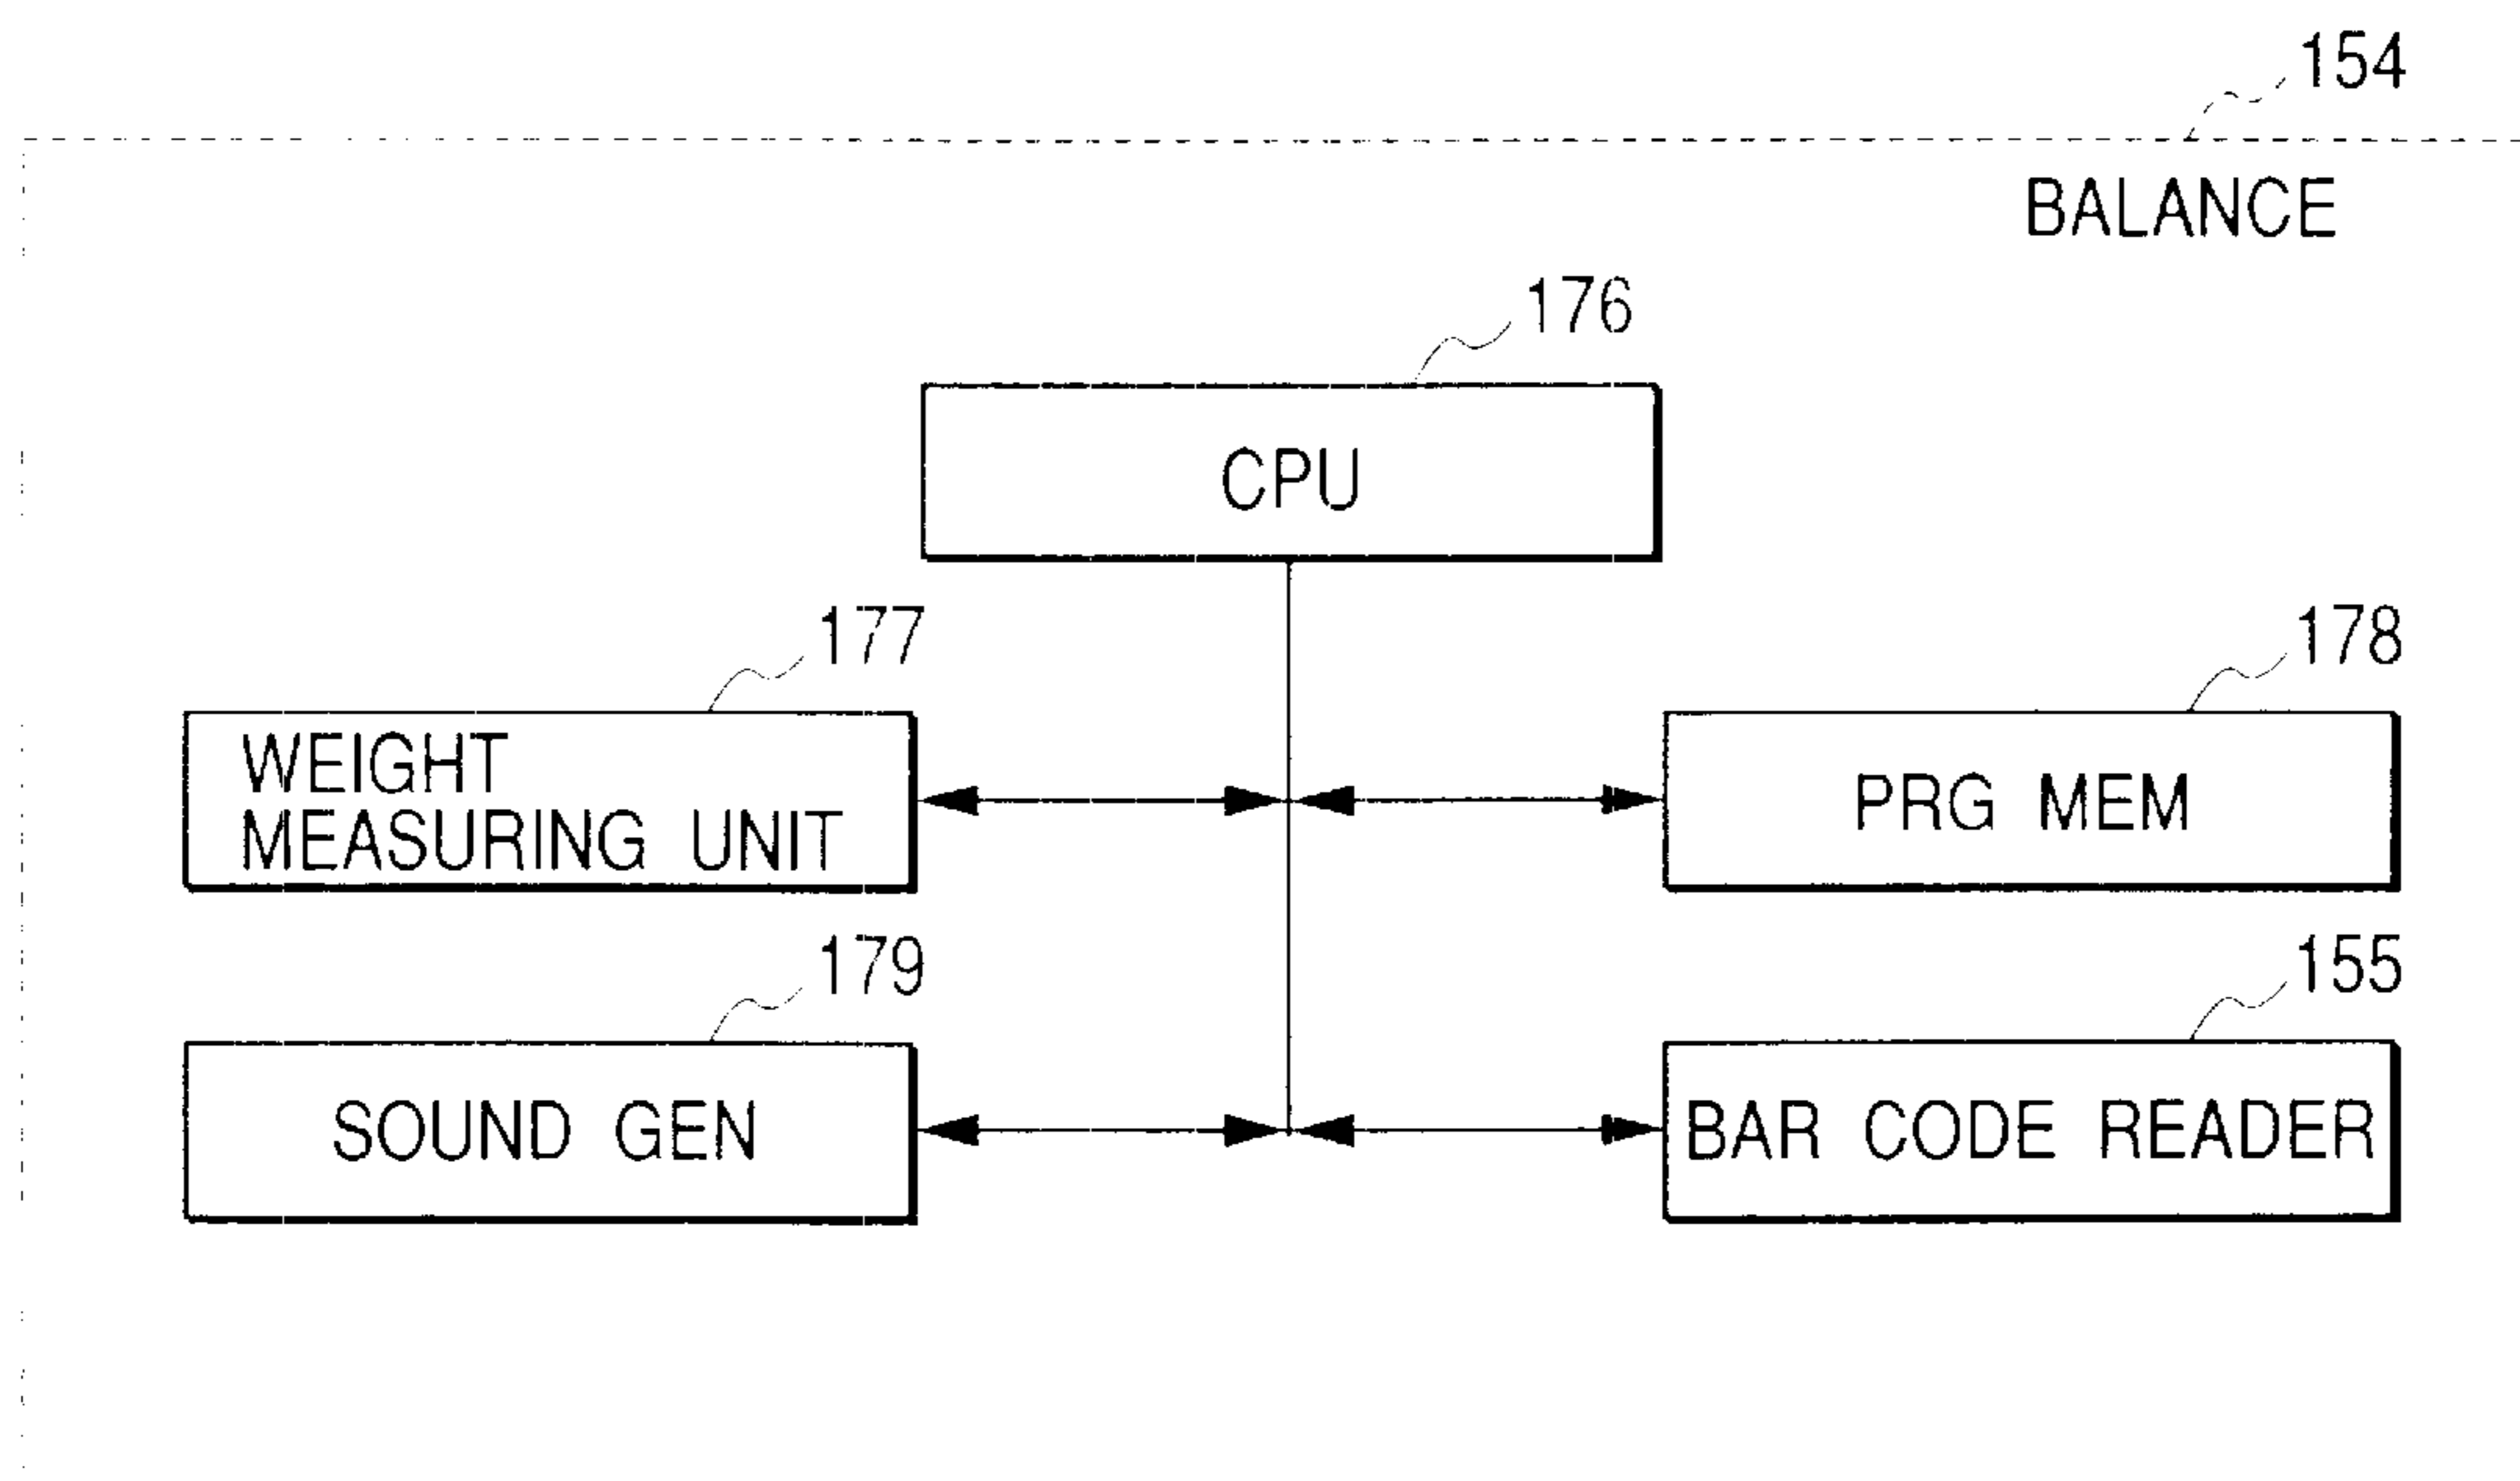 154
BALANCE
176
CPU
177
WEIGHT
MEASURING UNIT
178
PRG MEM
179
SOUND GEN
155
BAR CODE READER